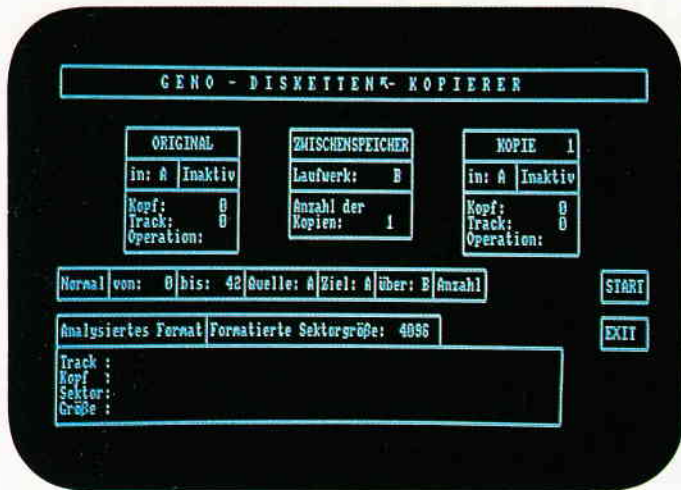 GENO - DISKETTEN - KOPIERER
ORIGINAL
in: A Inaktiv
Kopf: 0
Track: 0
Operation:
ZWISCHENSPEICHER
Laufwerk: B
Anzahl der
Kopien: 1
KOPIE 1
in: A Inaktiv
Kopf: 0
Track: 0
Operation:
Normal von: 0 bis: 42 Quelle: A Ziel: A über: B Anzahl
START
Analysiertes Format Formatierte Sektorgröße: 4096
EXIT
Track :
Kopf :
Sektor:
Größe :